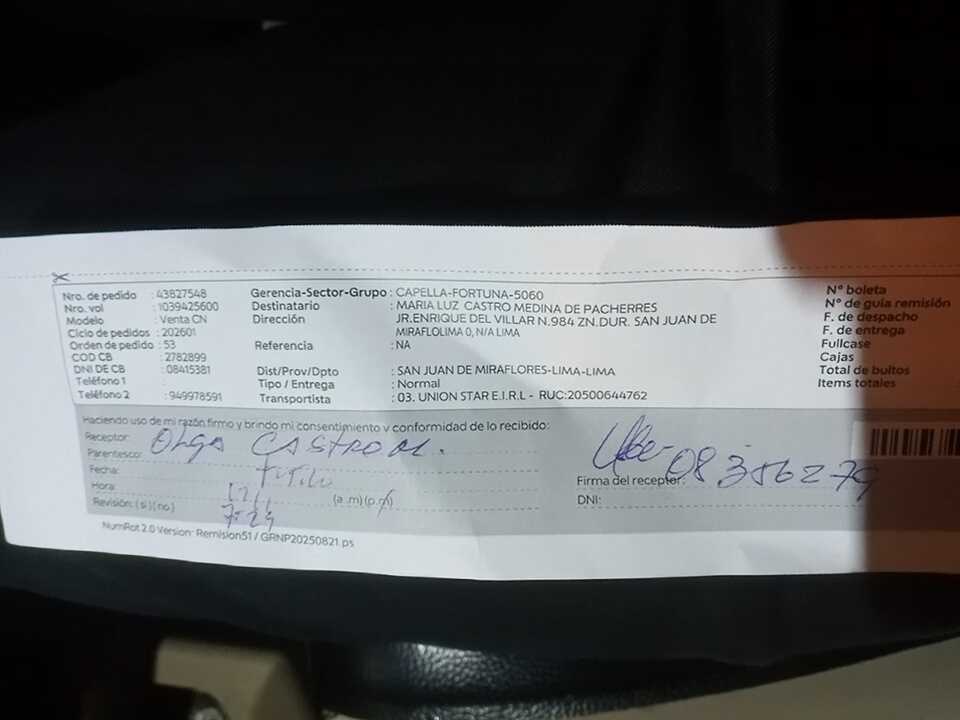 Nro. de pedido : 43827548
Nro. vol : 1039425600
Modelo : Venta CN
Ciclo de pedidos : 202601
Orden de pedido : 53
COD CB : 2782899
DNI DE CB : 08415381
Teléfono 1 :
Teléfono 2 : 949978591
Gerencia-Sector-Grupo : CAPELLA-FORTUNA-5060
Destinatario : MARIA LUZ CASTRO MEDINA DE PACHERRES
Dirección : JR.ENRIQUE DEL VILLAR N.984 ZN.DUR. SAN JUAN DE
MIRAFLOLIMA 0, N/A LIMA
Referencia : NA
Dist/Prov/Dpto : SAN JUAN DE MIRAFLORES-LIMA-LIMA
Tipo / Entrega : Normal
Transportista : 03. UNION STAR E.I.R.L - RUC:20500644762
N° boleta
N° de guía remisión
F. de despacho
F. de entrega
Fullcase
Cajas
Total de bultos
Items totales
Haciendo uso de mi razón firmo y brindo mi consentimiento y conformidad de lo recibido:
Receptor: Olga CASTRO M.
Parentesco:
Fecha:
Hora: (a.m)(p.m)
Revisión: (si)(no) 7:24
08356279
Firma del receptor:
DNI:
NumRot 2.0 Version: Remision51 / GRNP20250821.ps